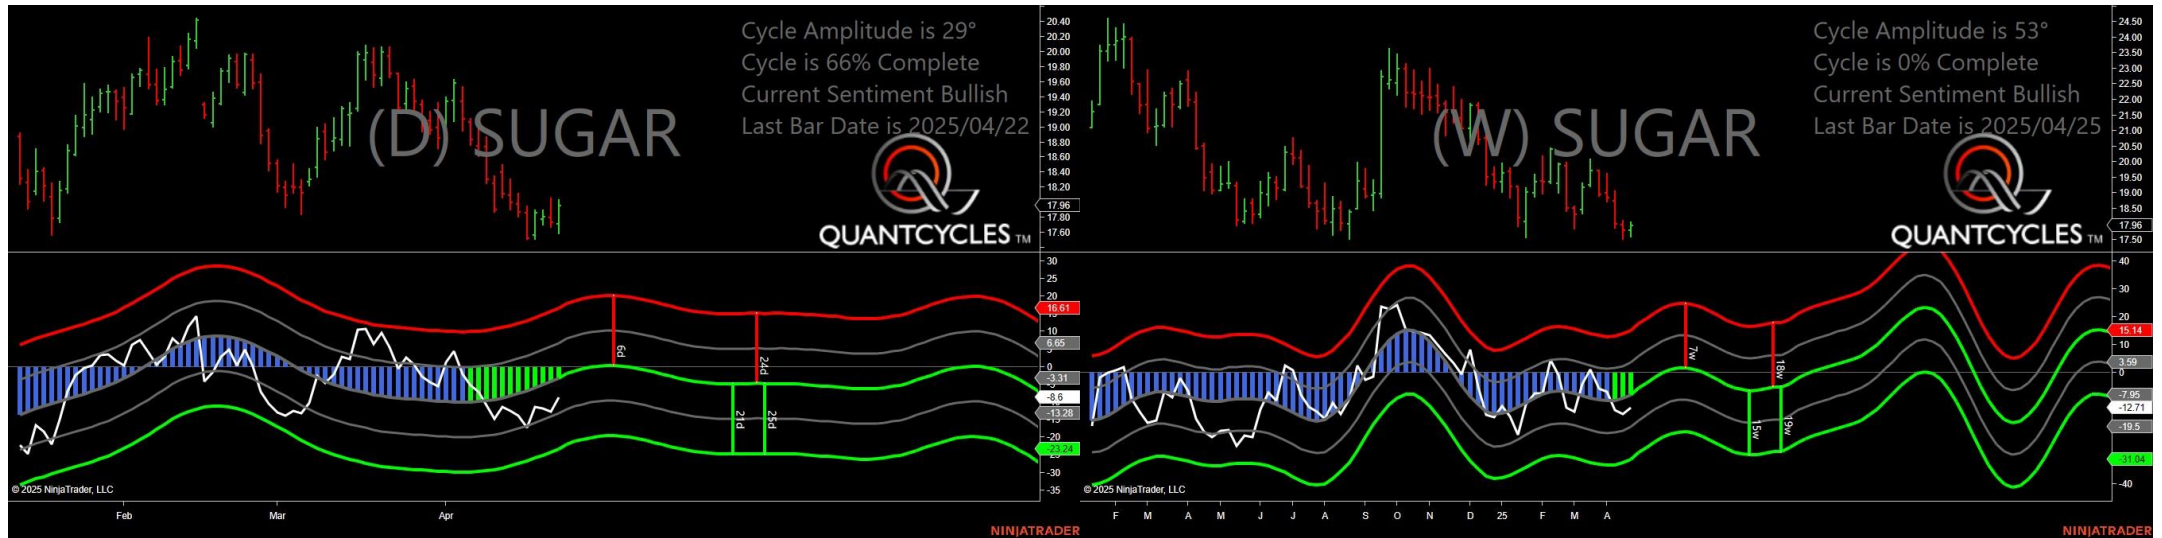 (D) SUGAR
Cycle Amplitude is 29°
Cycle is 66% Complete
Current Sentiment Bullish
Last Bar Date is 2025/04/22
QUANTCYCLES TM
20.40
20.20
20.00
19.80
19.60
19.40
19.20
19.00
18.80
18.60
18.40
18.20
17.96
17.80
17.60
30
25
20
16.61
10
6.65
0
-3.31
-8.6
-13.28
-20
-23.24
-30
-35
6d
24d
21d
25d
© 2025 NinjaTrader, LLC
Feb Mar Apr
NINJATRADER
(W) SUGAR
Cycle Amplitude is 53°
Cycle is 0% Complete
Current Sentiment Bullish
Last Bar Date is 2025/04/25
QUANTCYCLES TM
24.50
24.00
23.50
23.00
22.50
22.00
21.50
21.00
20.50
20.00
19.50
19.00
18.50
17.96
17.50
40
30
20
15.14
10
3.59
0
-7.95
-12.71
-19.5
-31.04
-40
7w
18w
15w
19w
© 2025 NinjaTrader, LLC
F M A M J J A S O N D 25 F M A
NINJATRADER